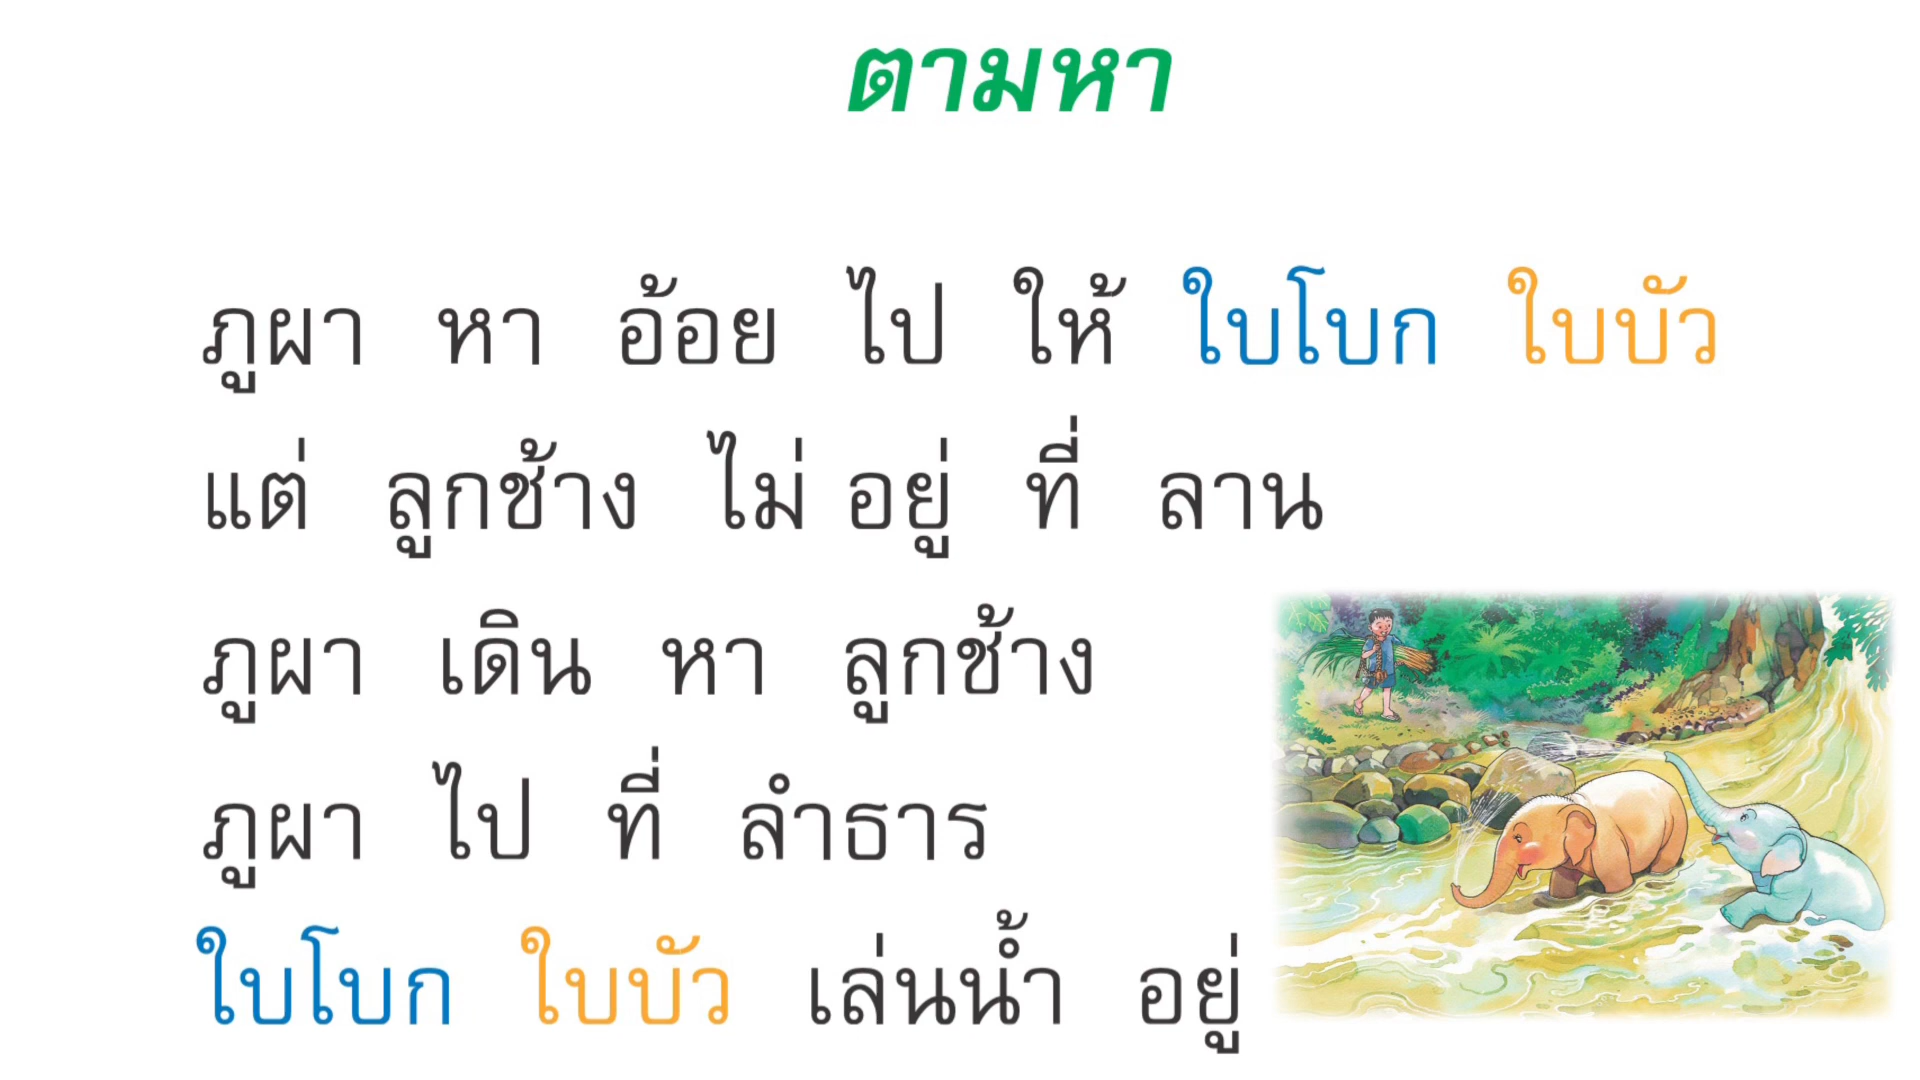 ตามหา
ภูผา หา อ้อย ไป ให้ ใบโบก ใบบัว
แต่ ลูกช้าง ไม่ อยู่ ที่ ลาน
ภูผา เดิน หา ลูกช้าง
ภูผา ไป ที่ ลำธาร
ใบโบก ใบบัว เล่นน้ำ อยู่